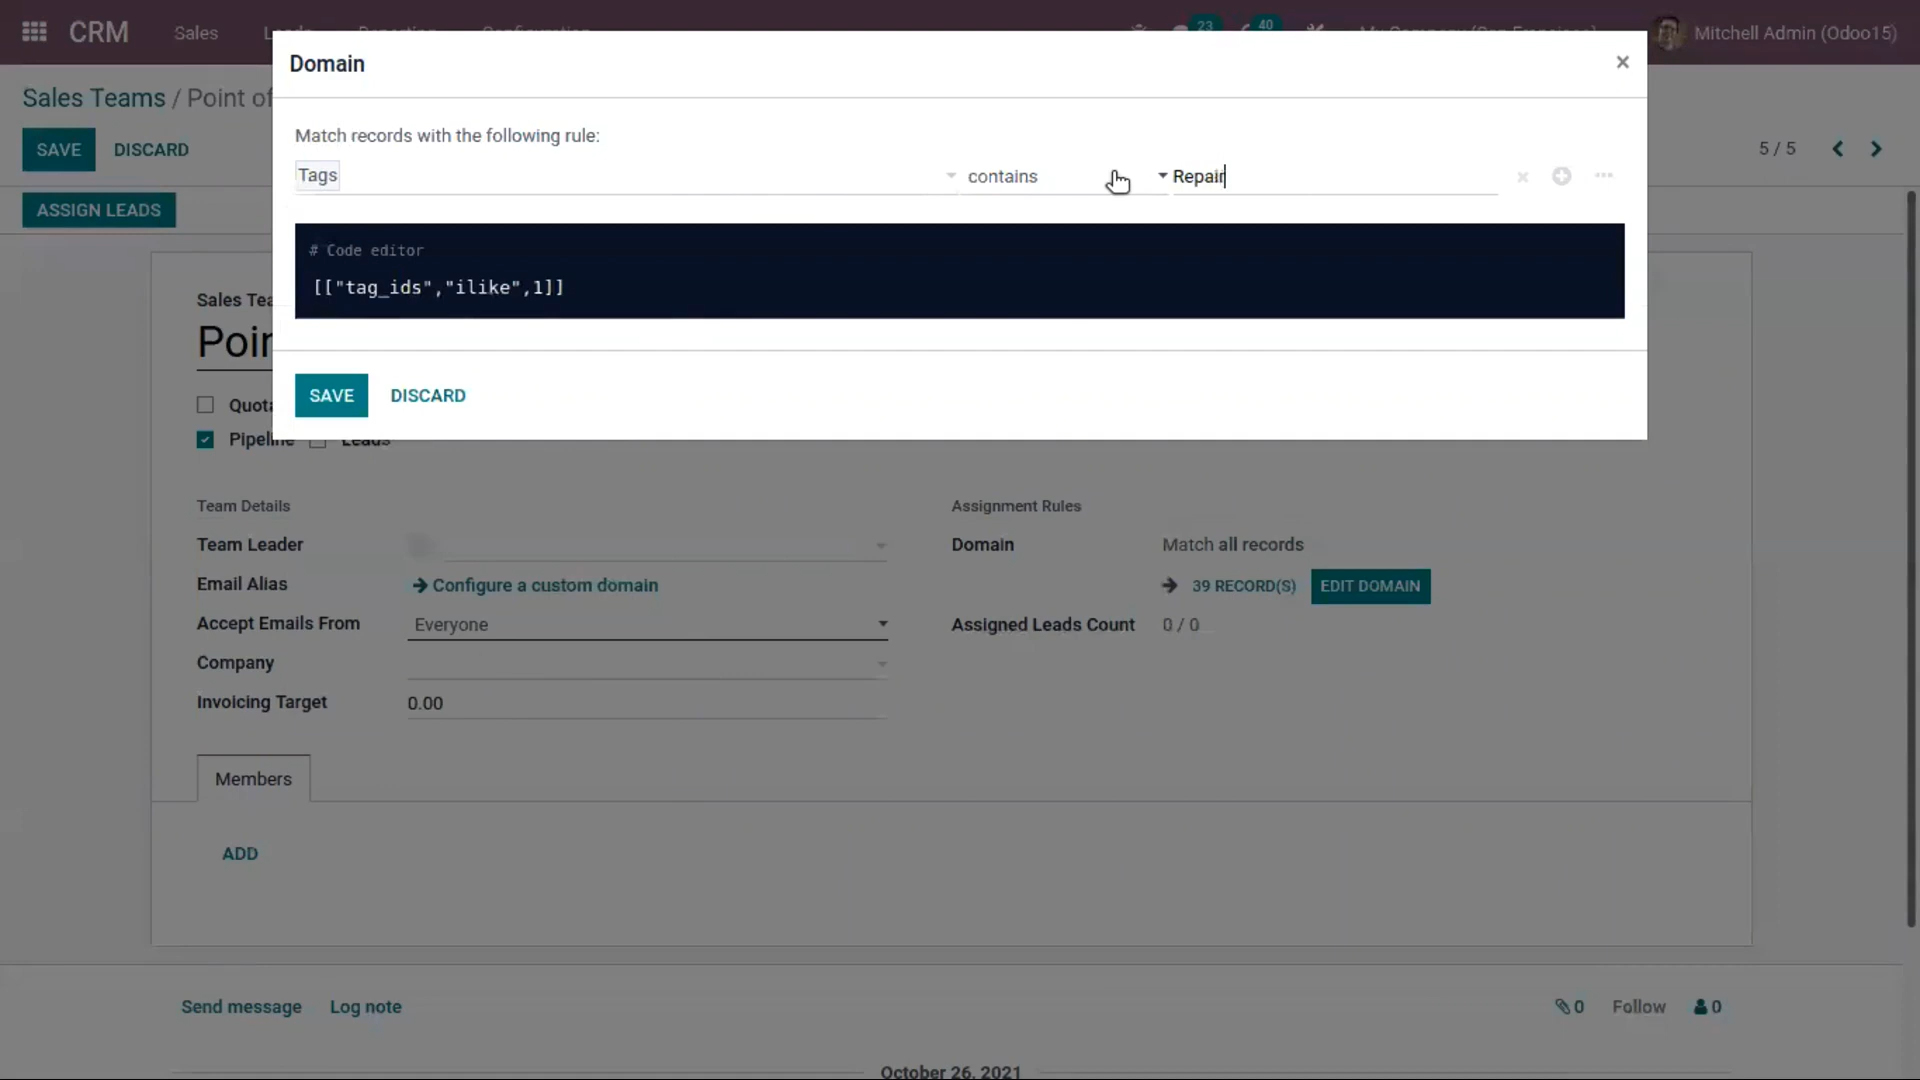 CRM Sales Reporting Configuration 23 40 My Company (San Francisco) Mitchell Admin (Odoo15)
Domain
Sales Teams / Point of
Match records with the following rule:
SAVE DISCARD 5 / 5
Tags contains Repair
ASSIGN LEADS
# Code editor
[["tag_ids","ilike",1]]
Sales Tea
Poin
SAVE DISCARD
Quota
Pipeline Leads
Team Details Assignment Rules
Team Leader Domain Match all records
Email Alias Configure a custom domain 39 RECORD(S) EDIT DOMAIN
Accept Emails From Everyone Assigned Leads Count 0 / 0
Company
Invoicing Target 0.00
Members
ADD
Send message Log note 0 Follow 0
October 26, 2021